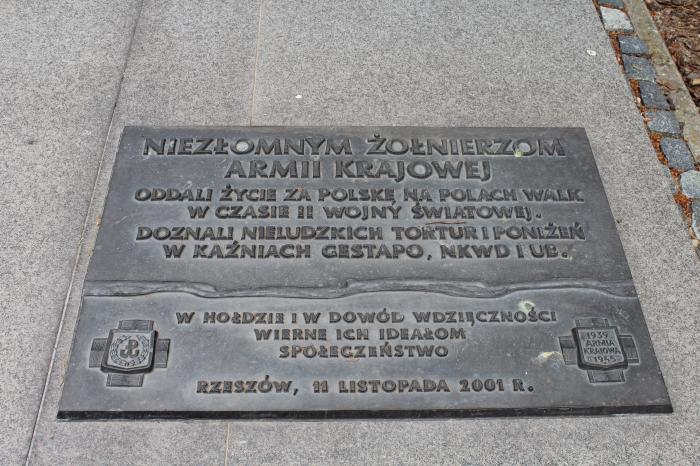 NIEZŁOMNYM ŻOŁNIERZOM
ARMII KRAJOWEJ
ODDALI ŻYCIE ZA POLSKĘ NA POLACH WALK
W CZASIE II WOJNY ŚWIATOWEJ.
DOZNALI NIELUDZKICH TORTUR I PONIŻEŃ
W KAŹNIACH GESTAPO, NKWD I UB.
W HOŁDZIE I W DOWÓD WDZIĘCZNOŚCI
WIERNE ICH IDEAŁOM
SPOŁECZEŃSTWO
RZESZÓW, 11 LISTOPADA 2001 R.
1939
ARMIA
KRAJOWA
1955